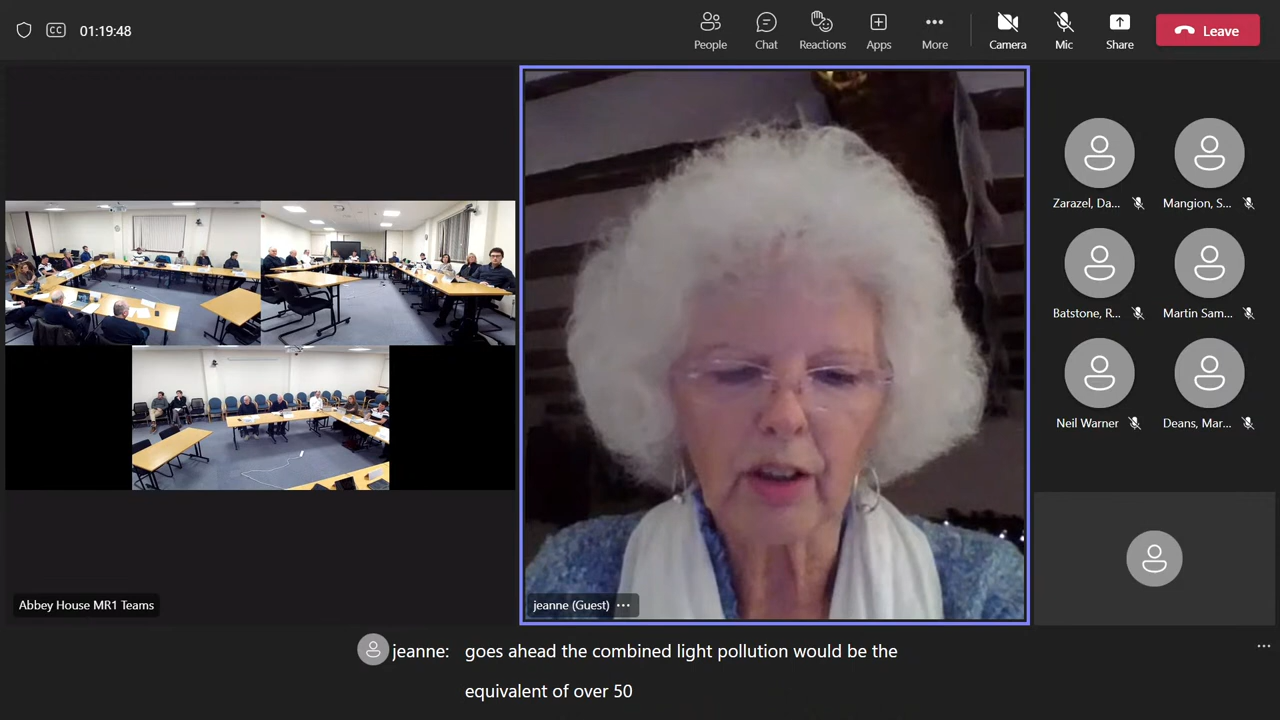 CC 01:19:48
People Chat Reactions Apps More Camera Mic Share Leave
Zarazel, Da... Mangion, S...
Batstone, R... Martin Sam...
Neil Warner Deans, Mar...
Abbey House MR1 Teams
jeanne (Guest)
jeanne: goes ahead the combined light pollution would be the
equivalent of over 50